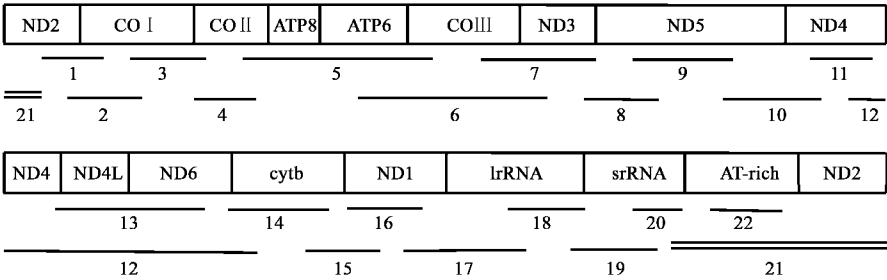 ND2 COⅠ COⅡ ATP8 ATP6 COⅢ ND3 ND5 ND4
1 3 5 7 9 11
21 2 4 6 8 10 12
ND4 ND4L ND6 cytb ND1 lrRNA srRNA AT-rich ND2
13 14 16 18 20 22
12 15 17 19 21